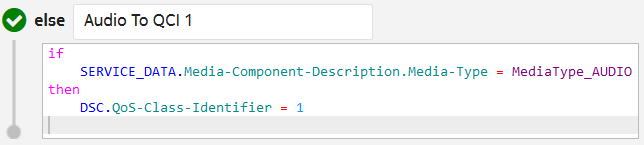 else Audio To QCI 1
if
SERVICE_DATA.Media-Component-Description.Media-Type = MediaType_AUDIO
then
DSC.QoS-Class-Identifier = 1